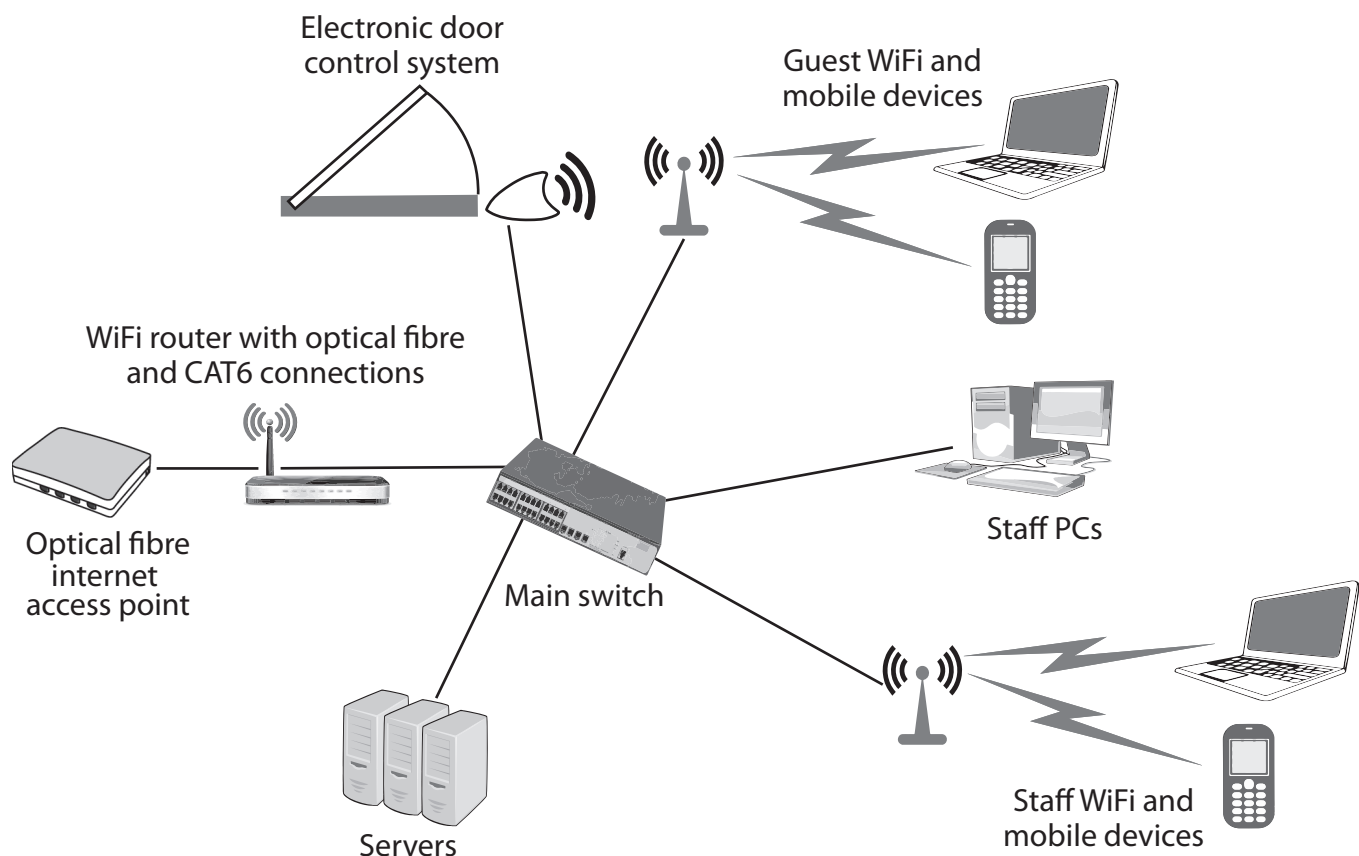 Electronic door
control system
Guest WiFi and
mobile devices
WiFi router with optical fibre
and CAT6 connections
Optical fibre
internet
access point
Main switch
Staff PCs
Servers
Staff WiFi and
mobile devices